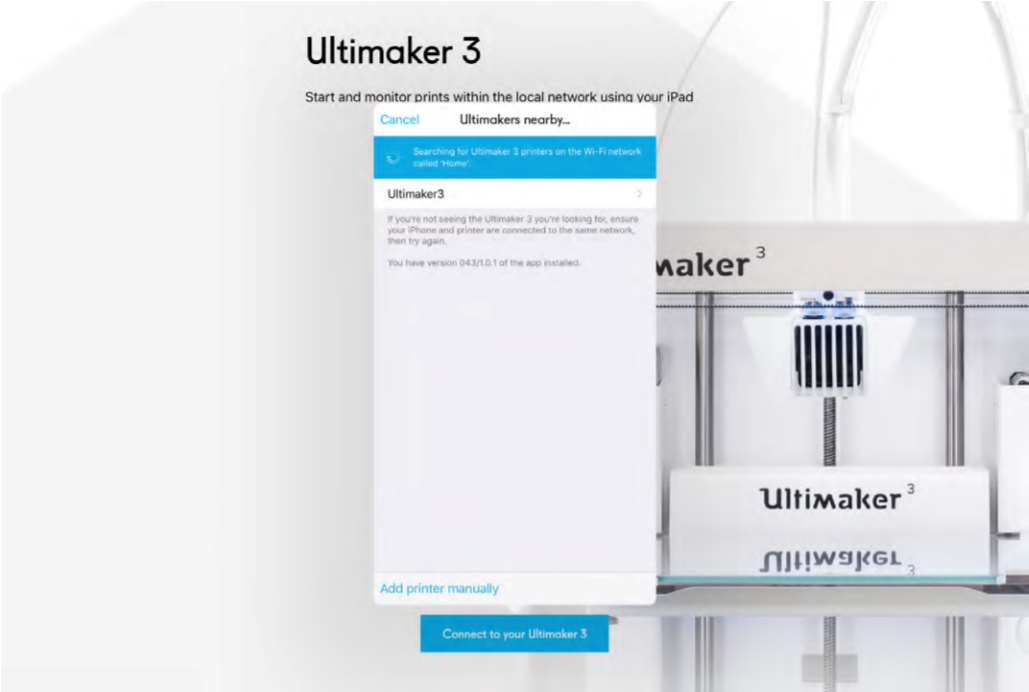 Ultimaker 3
Start and monitor prints within the local network using your iPad
Cancel Ultimakers nearby...
Searching for Ultimaker 3 printers on the Wi-Fi network
called 'Home'.
Ultimaker3
If you're not seeing the Ultimaker 3 you're looking for, ensure
your iPhone and printer are connected to the same network,
then try again.
You have version 043/1.0.1 of the app installed.
maker 3
Ultimaker 3
Ultimaker 3
Add printer manually
Connect to your Ultimaker 3